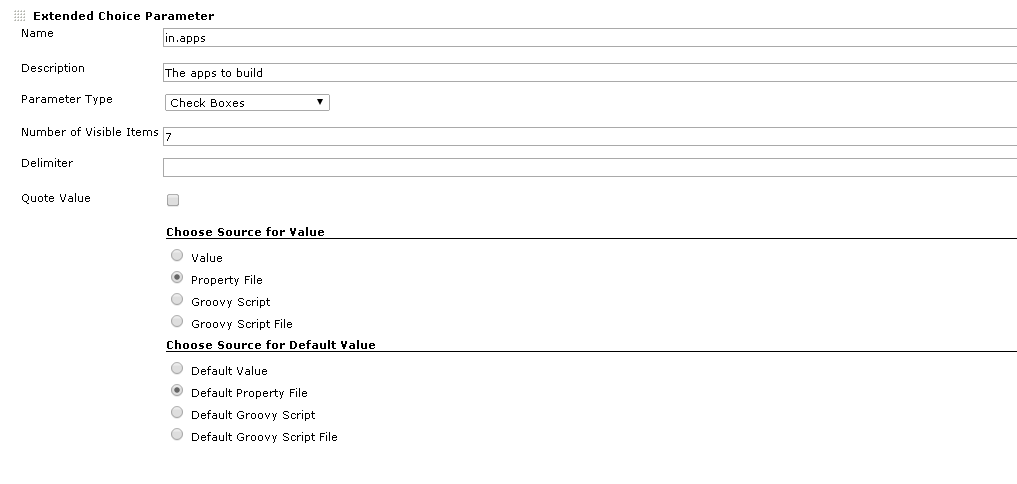 Extended Choice Parameter
Name in.apps
Description The apps to build
Parameter Type Check Boxes
Number of Visible Items 7
Delimiter
Quote Value
Choose Source for Value
Value
Property File
Groovy Script
Groovy Script File
Choose Source for Default Value
Default Value
Default Property File
Default Groovy Script
Default Groovy Script File